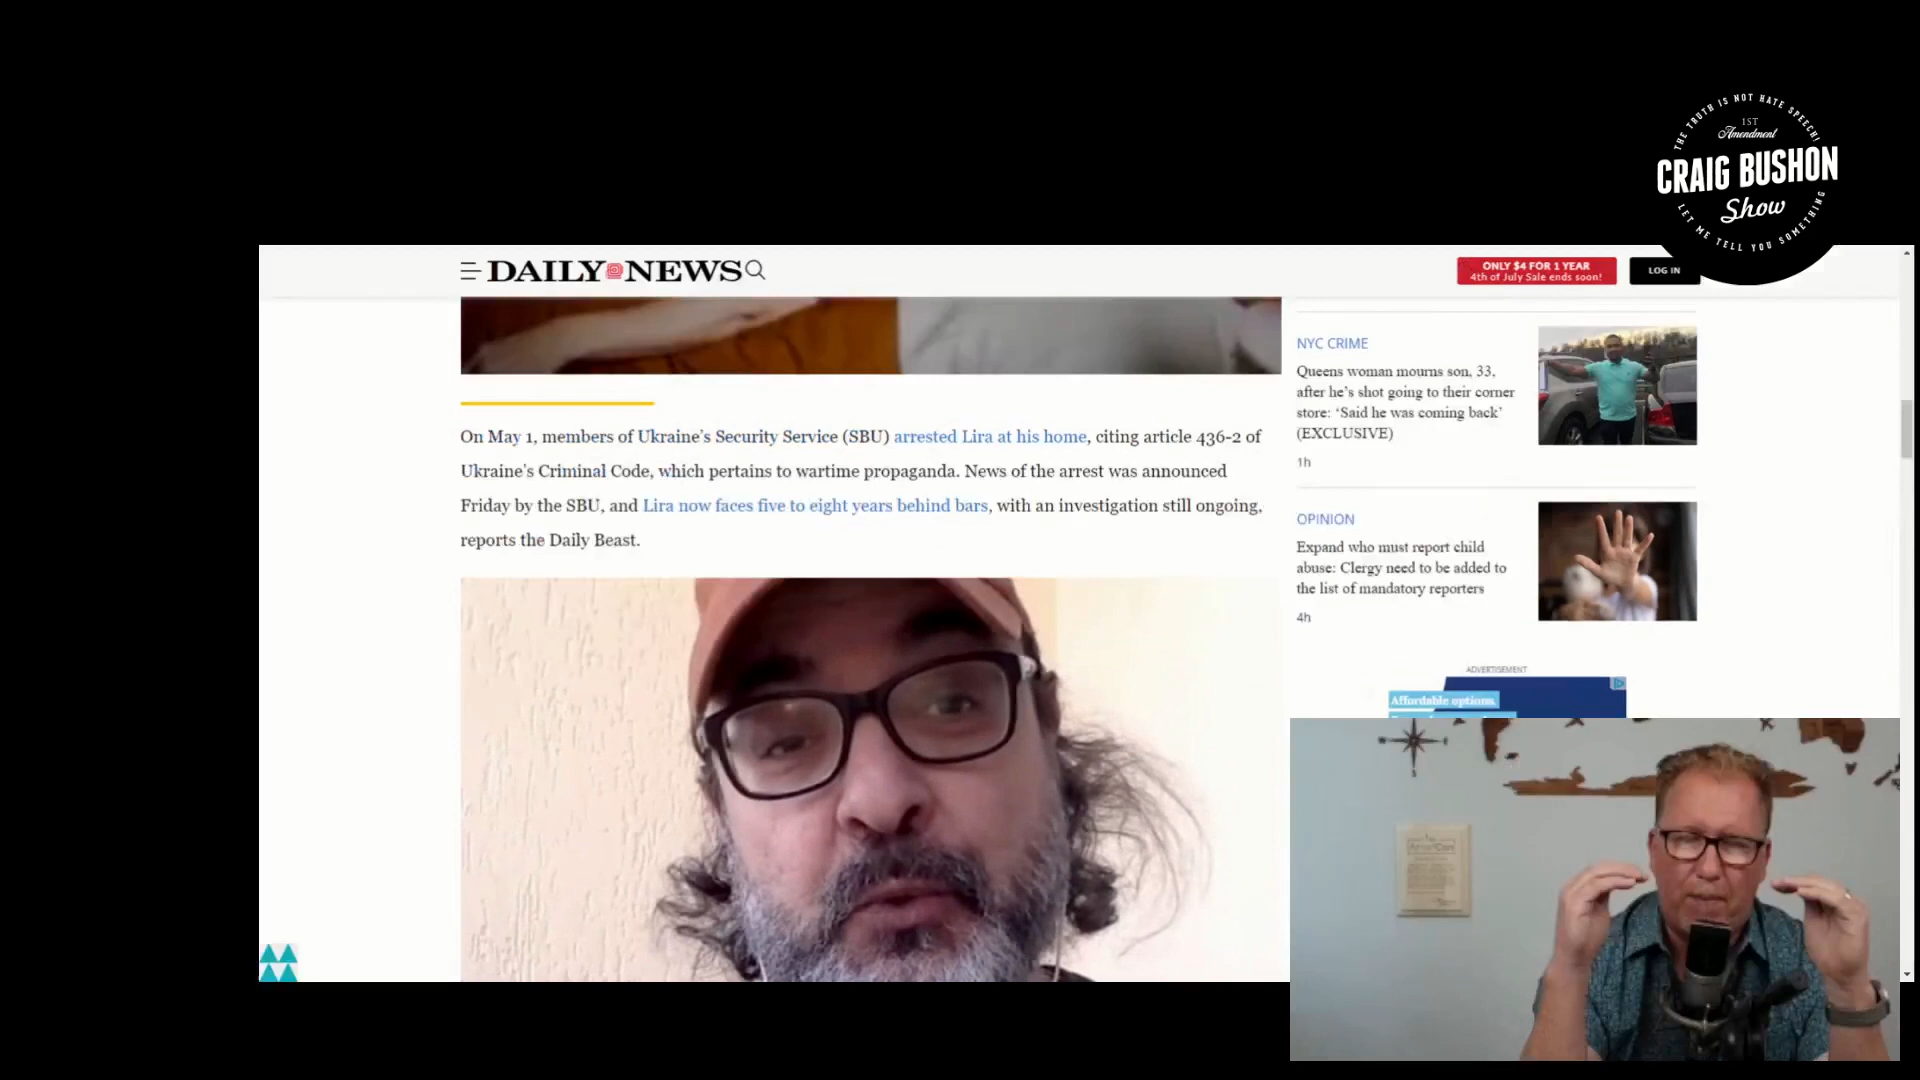 THE TRUTH IS NOT HATE SPEECH!
1ST
Amendment
CRAIG BUSHON
Show
LET ME TELL YOU SOMETHING
DAILY NEWS
ONLY $4 FOR 1 YEAR
4th of July Sale ends soon!
LOG IN
On May 1, members of Ukraine's Security Service (SBU) arrested Lira at his home, citing article 436-2 of
Ukraine's Criminal Code, which pertains to wartime propaganda. News of the arrest was announced
Friday by the SBU, and Lira now faces five to eight years behind bars, with an investigation still ongoing,
reports the Daily Beast.
NYC CRIME
Queens woman mourns son, 33,
after he's shot going to their corner
store: ‘Said he was coming back’
(EXCLUSIVE)
1h
OPINION
Expand who must report child
abuse: Clergy need to be added to
the list of mandatory reporters
4h
ADVERTISEMENT
Affordable options.